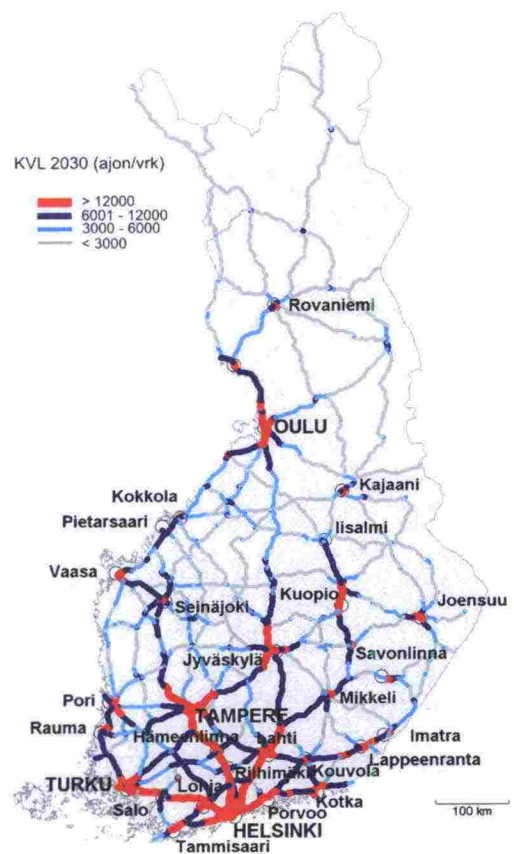 KVL 2030 (ajon/vrk)
> 12000
6001 - 12000
3000 - 6000
< 3000
Rovaniemi
OULU
Kajaani
Kokkola
Iisalmi
Pietarsaari
Vaasa
Kuopio
Joensuu
Seinäjoki
Jyväskylä
Savonlinna
Mikkeli
Pori
TAMPERE
Rauma
Hämeenlinna
Lahti
Imatra
Lappeenranta
Riihimäki
Kouvola
TURKU
Lohja
Kotka
Salo
Porvoo
HELSINKI
Tammisaari
100 km